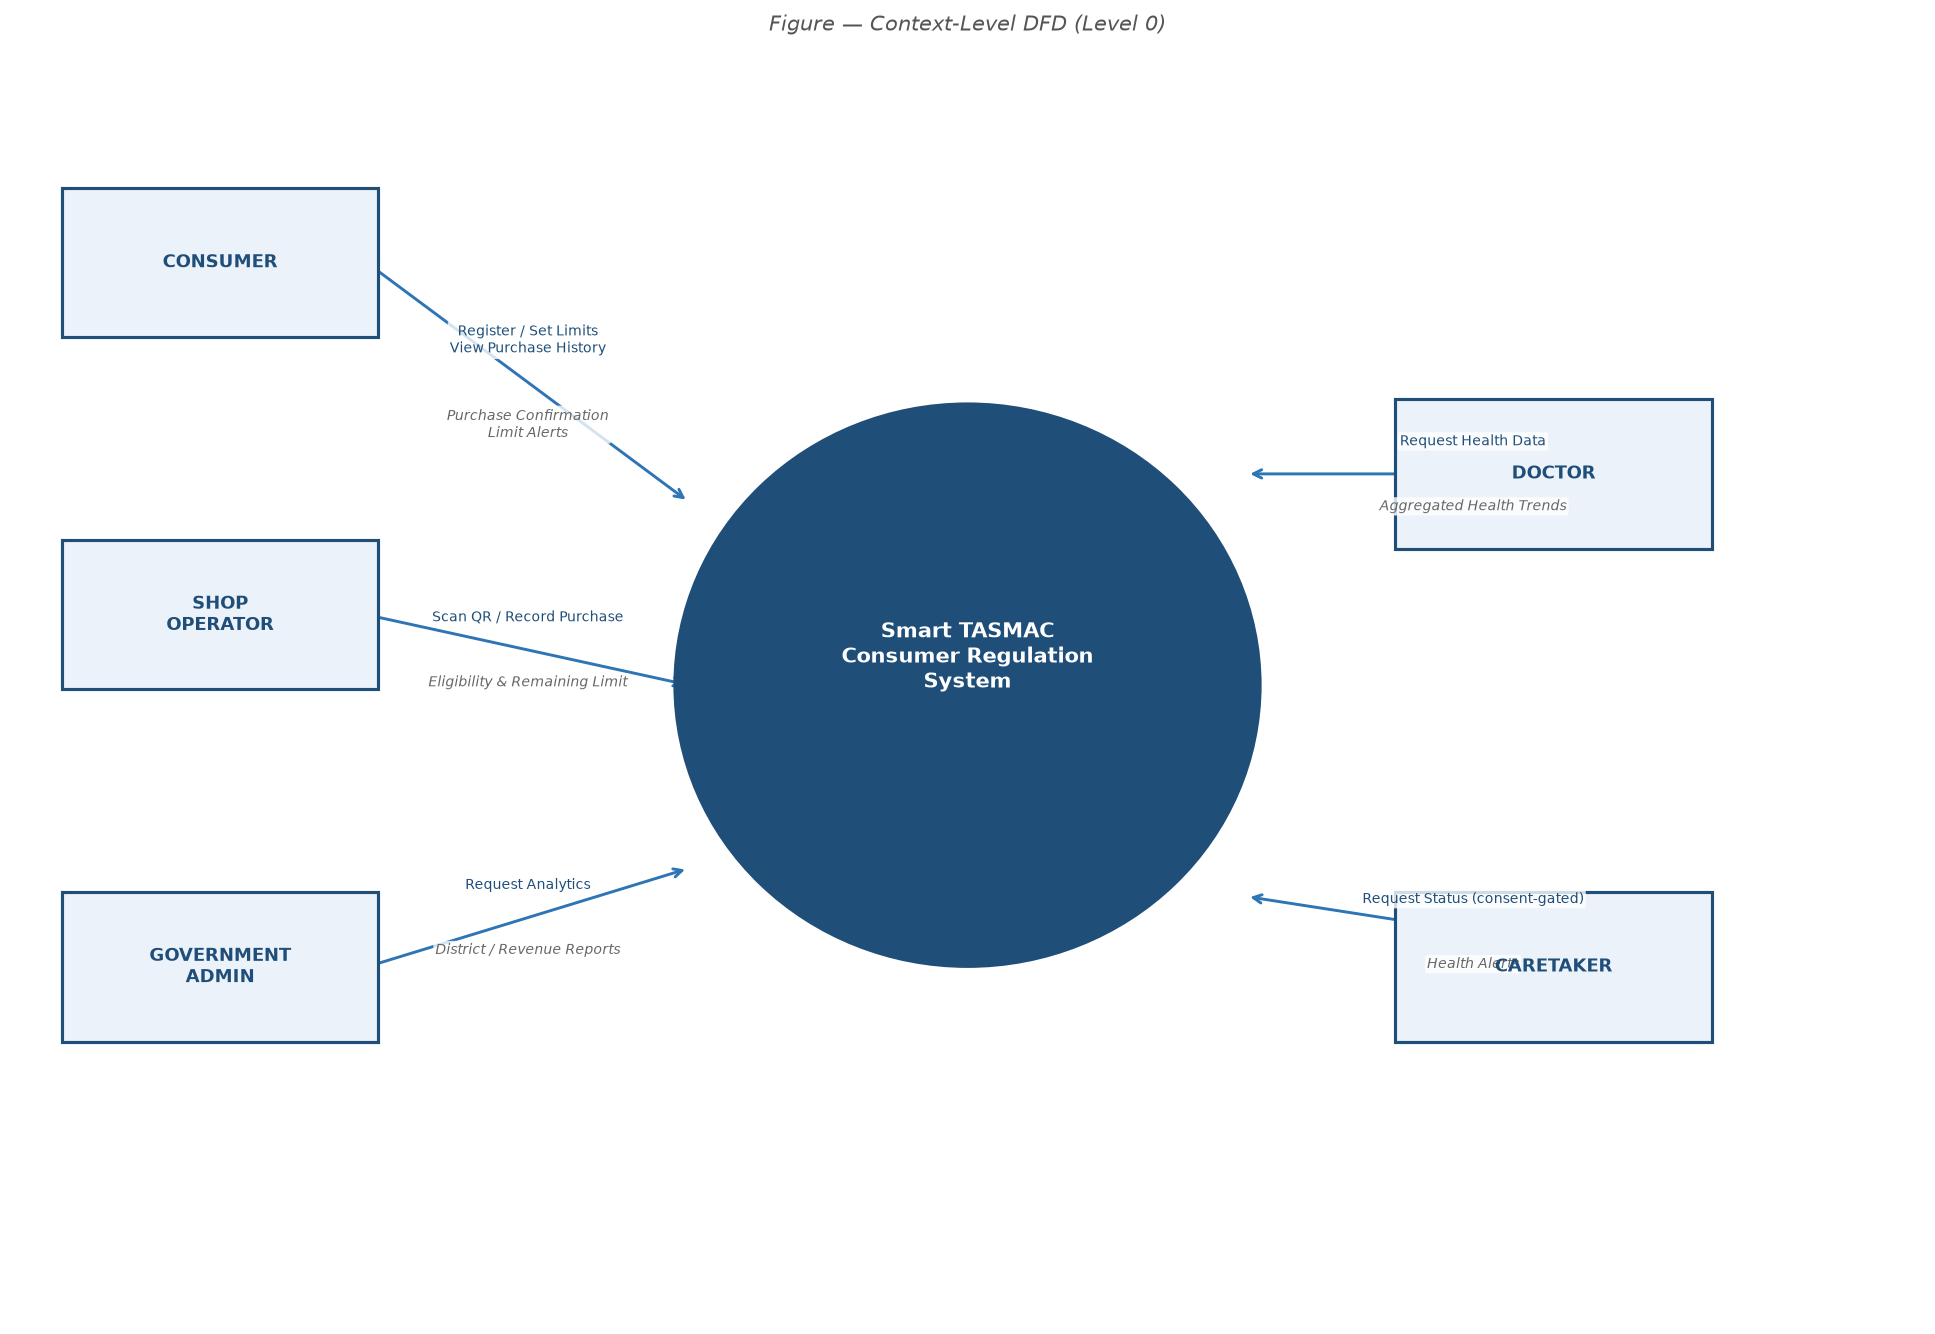 Figure — Context-Level DFD (Level 0)
CONSUMER
Register / Set Limits
View Purchase History
Purchase Confirmation
Limit Alerts
SHOP
OPERATOR
Scan QR / Record Purchase
Eligibility & Remaining Limit
GOVERNMENT
ADMIN
Request Analytics
District / Revenue Reports
Smart TASMAC
Consumer Regulation
System
Request Health Data
DOCTOR
Aggregated Health Trends
Request Status (consent-gated)
Health Alerts
CARETAKER